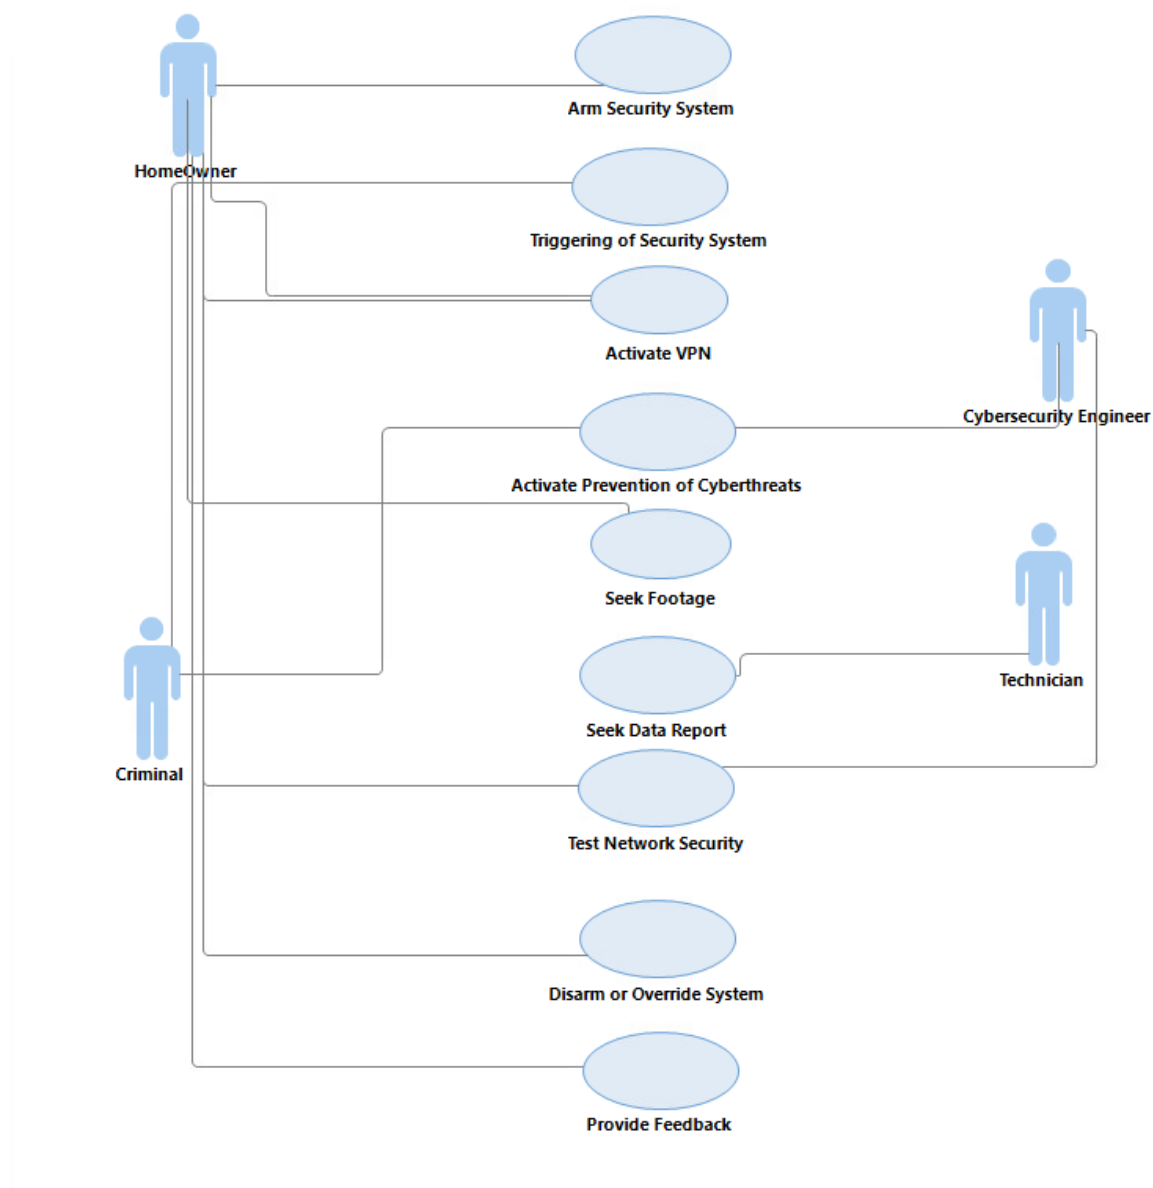 Arm Security System
HomeOwner
Triggering of Security System
Activate VPN
Cybersecurity Engineer
Activate Prevention of Cyberthreats
Seek Footage
Technician
Seek Data Report
Criminal
Test Network Security
Disarm or Override System
Provide Feedback